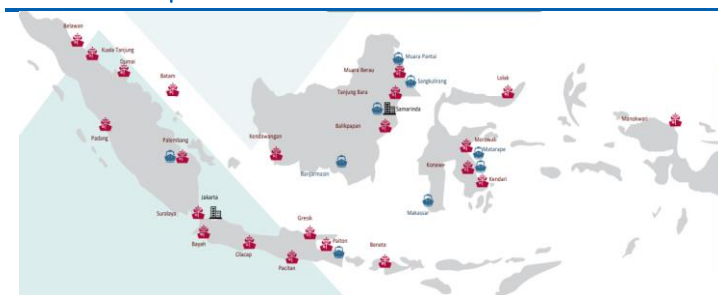 Belawan
Kuala Tanjung
Dumai
Batam
Padang
Palembang
Jakarta
Suralaya
Bayah
Cilacap
Pacitan
Gresik
Paiton
Benete
Kendawangan
Banjarmasin
Balikpapan
Samarinda
Tanjung Bara
Muara Berau
Muara Pantai
Sangkulirang
Lolak
Morowali
Matarape
Konawe
Kendari
Makassar
Manokwari